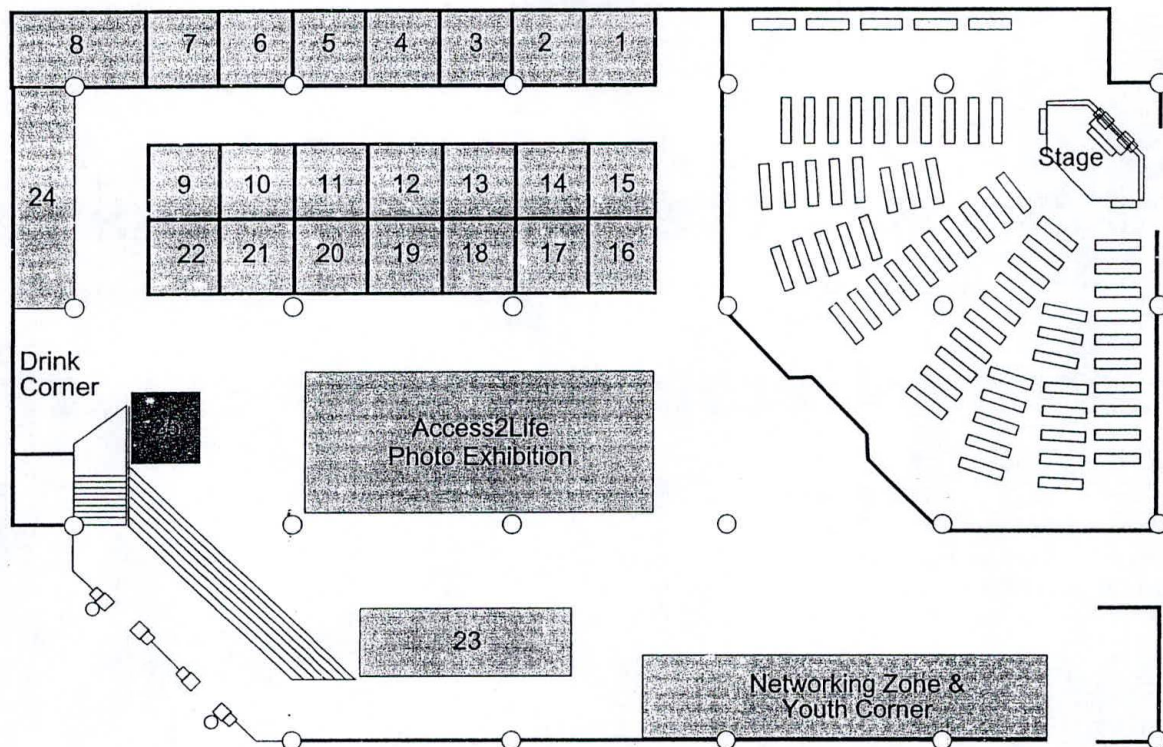 8 7 6 5 4 3 2 1
9 10 11 12 13 14 15
24
22 21 20 19 18 17 16
Stage
Drink
Corner
25
Access2Life
Photo Exhibition
23
Networking Zone &
Youth Corner